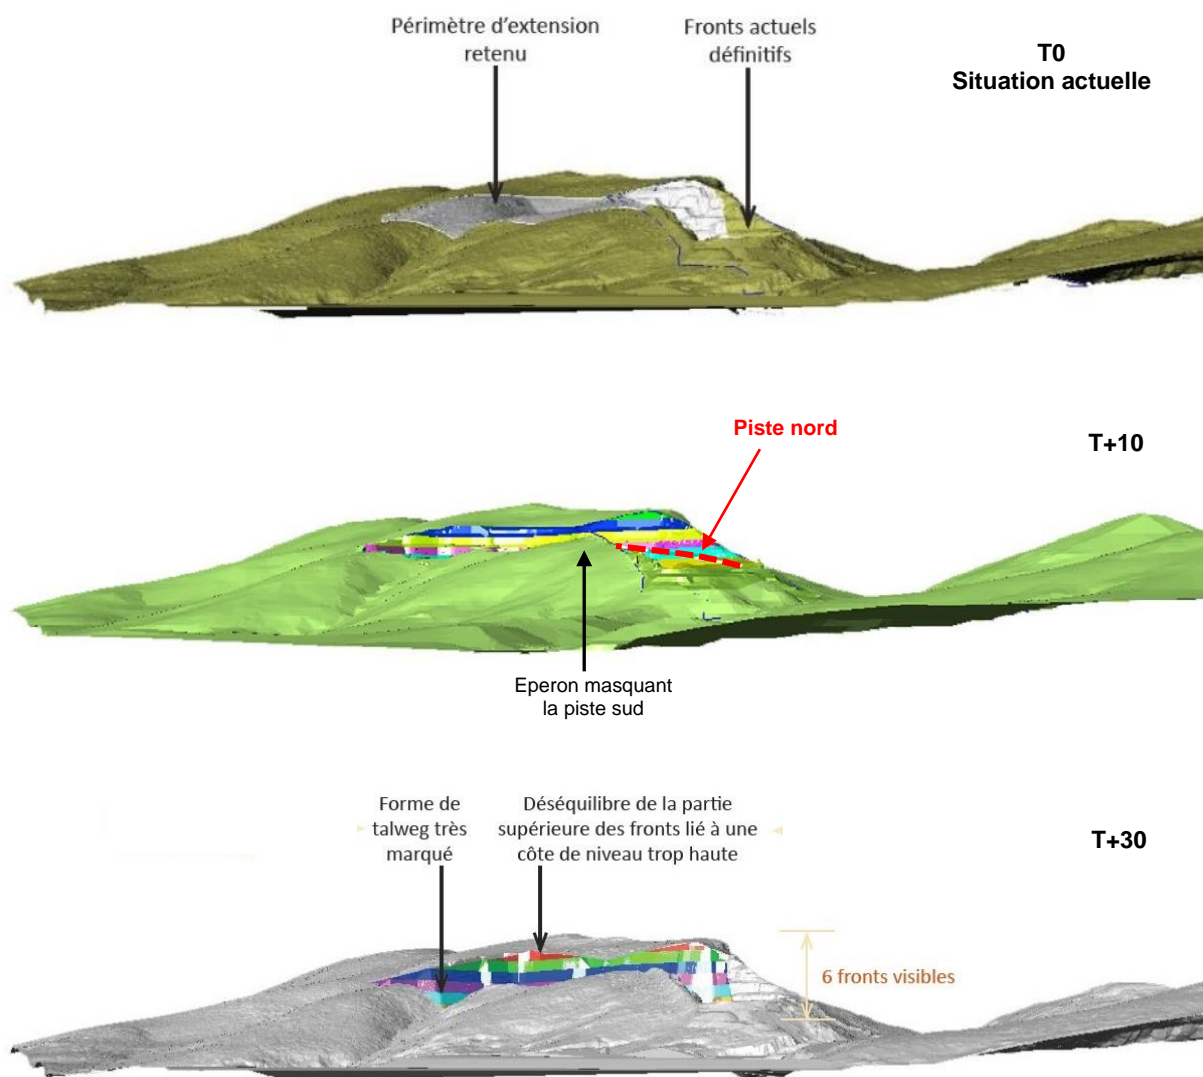 Périmètre d'extension
retenu
Fronts actuels
définitifs
T0
Situation actuelle
Piste nord
T+10
Eperon masquant
la piste sud
Forme de
talweg très
marqué
Déséquilibre de la partie
supérieure des fronts lié à une
côte de niveau trop haute
T+30
6 fronts visibles